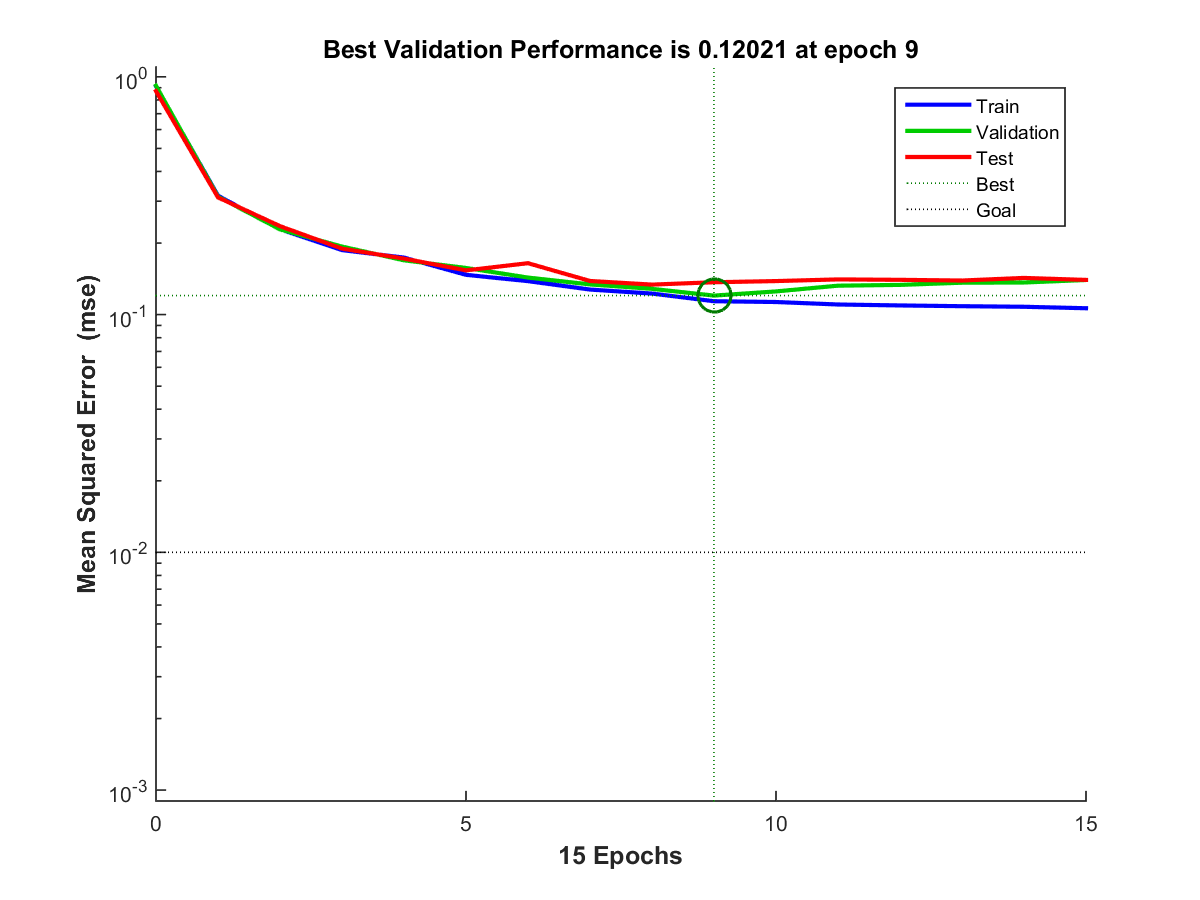 Best Validation Performance is 0.12021 at epoch 9
10^0
10^-1
10^-2
10^-3
Mean Squared Error (mse)
Train
Validation
Test
Best
Goal
0 5 10 15
15 Epochs